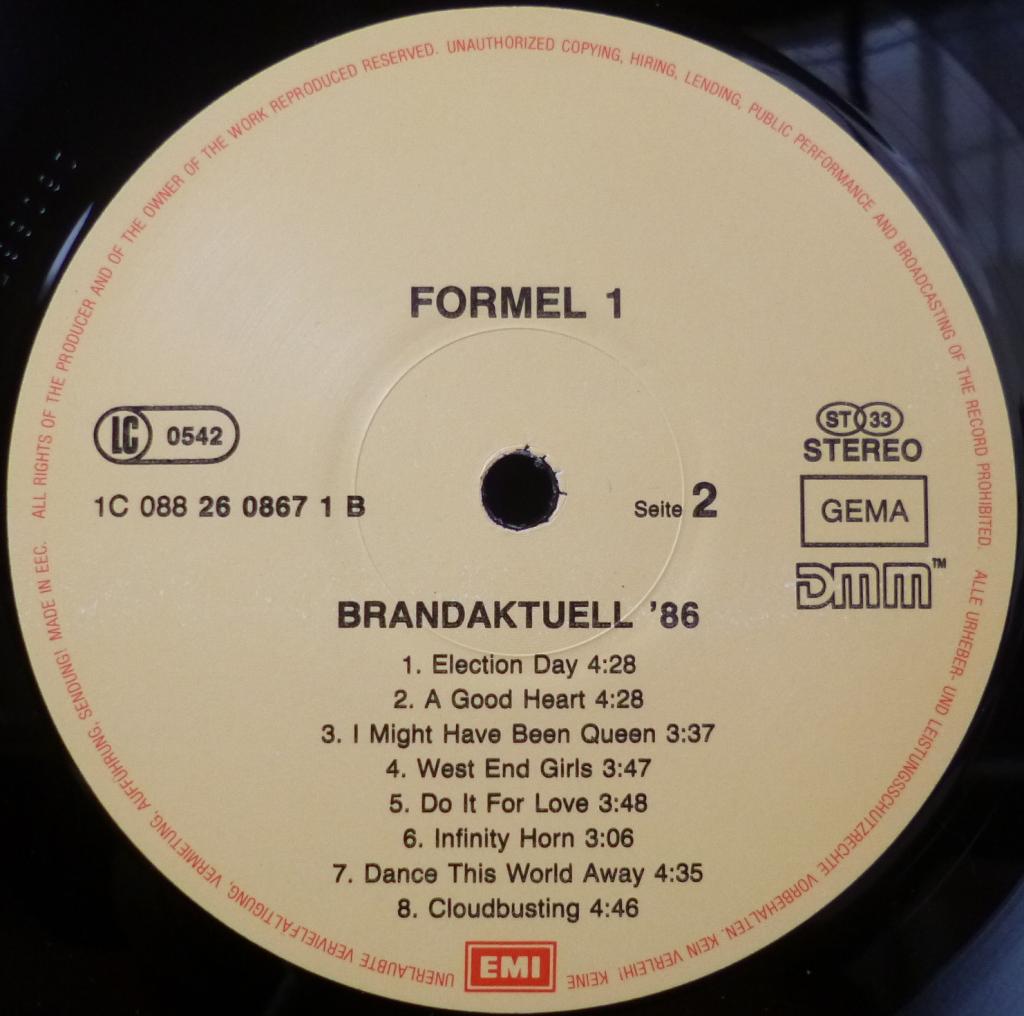 ALL RIGHTS OF THE PRODUCER AND OF THE OWNER OF THE WORK REPRODUCED RESERVED. UNAUTHORIZED COPYING, HIRING, LENDING, PUBLIC PERFORMANCE AND BROADCASTING OF THE RECORD PROHIBITED.
FORMEL 1
LC 0542
1C 088 26 0867 1 B
ST 33
STEREO
Seite 2
GEMA
DMM™
BRANDAKTUELL '86
1. Election Day 4:28
2. A Good Heart 4:28
3. I Might Have Been Queen 3:37
4. West End Girls 3:47
5. Do It For Love 3:48
6. Infinity Horn 3:06
7. Dance This World Away 4:35
8. Cloudbusting 4:46
EMI
ALLE URHEBER- UND LEISTUNGSSCHUTZRECHTE VORBEHALTEN. KEIN VERLEIH! KEINE UNERLAUBTE VERVIELFÄLTIGUNG, VERMIETUNG, AUFFÜHRUNG, SENDUNG! MADE IN EEC.